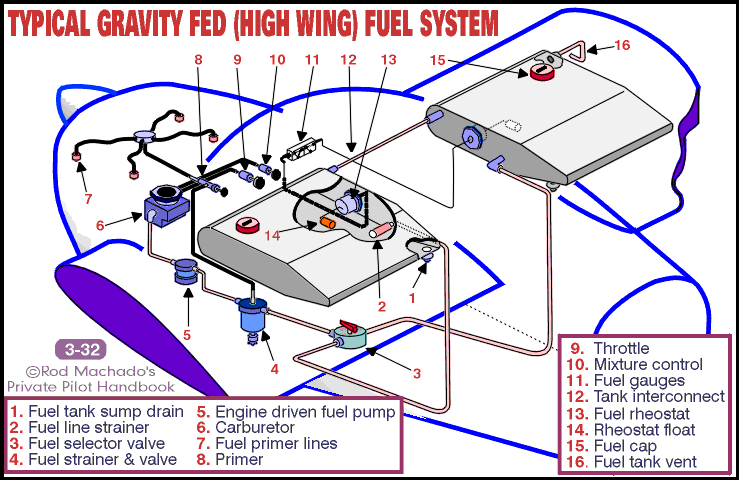 TYPICAL GRAVITY FED (HIGH WING) FUEL SYSTEM
8 9 10 11 12 13 15 16
7
6
14
5
4
2
1
3
3-32
©Rod Machado's
Private Pilot Handbook
1. Fuel tank sump drain
2. Fuel line strainer
3. Fuel selector valve
4. Fuel strainer & valve
5. Engine driven fuel pump
6. Carburetor
7. Fuel primer lines
8. Primer
9. Throttle
10. Mixture control
11. Fuel gauges
12. Tank interconnect
13. Fuel rheostat
14. Rheostat float
15. Fuel cap
16. Fuel tank vent